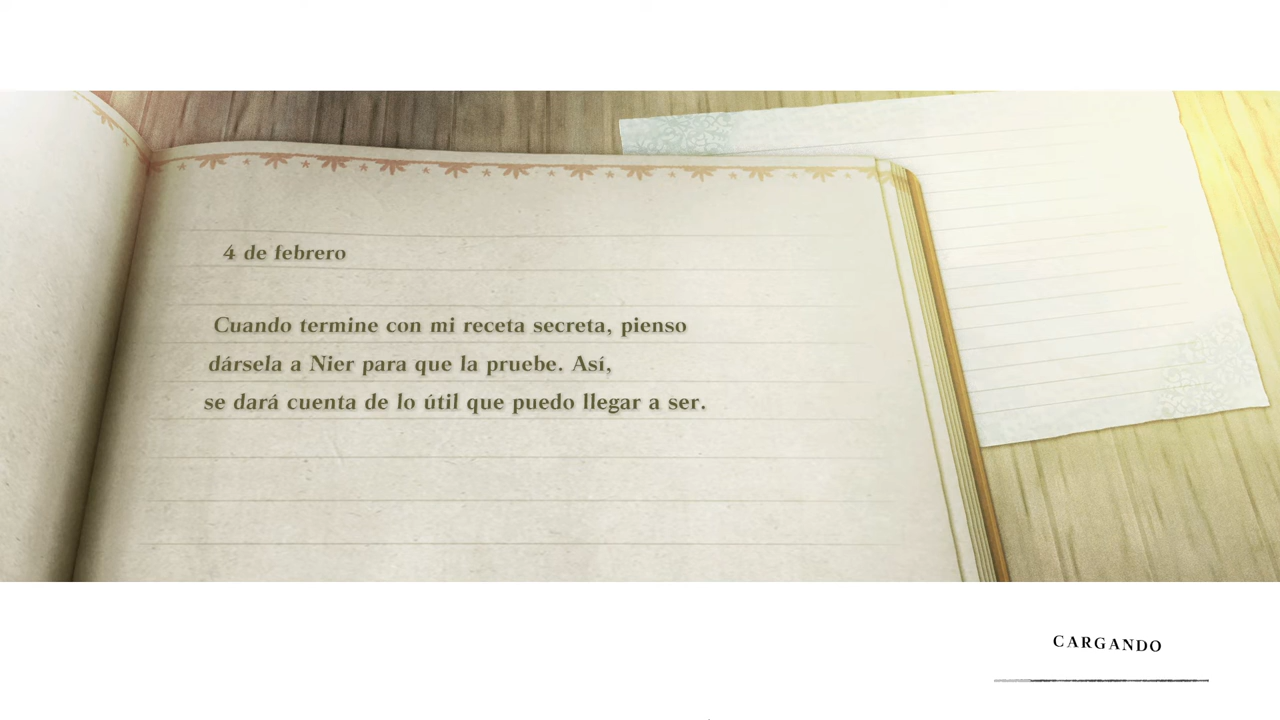 4 de febrero
Cuando termine con mi receta secreta, pienso
dársela a Nier para que la pruebe. Así,
se dará cuenta de lo útil que puedo llegar a ser.
CARGANDO